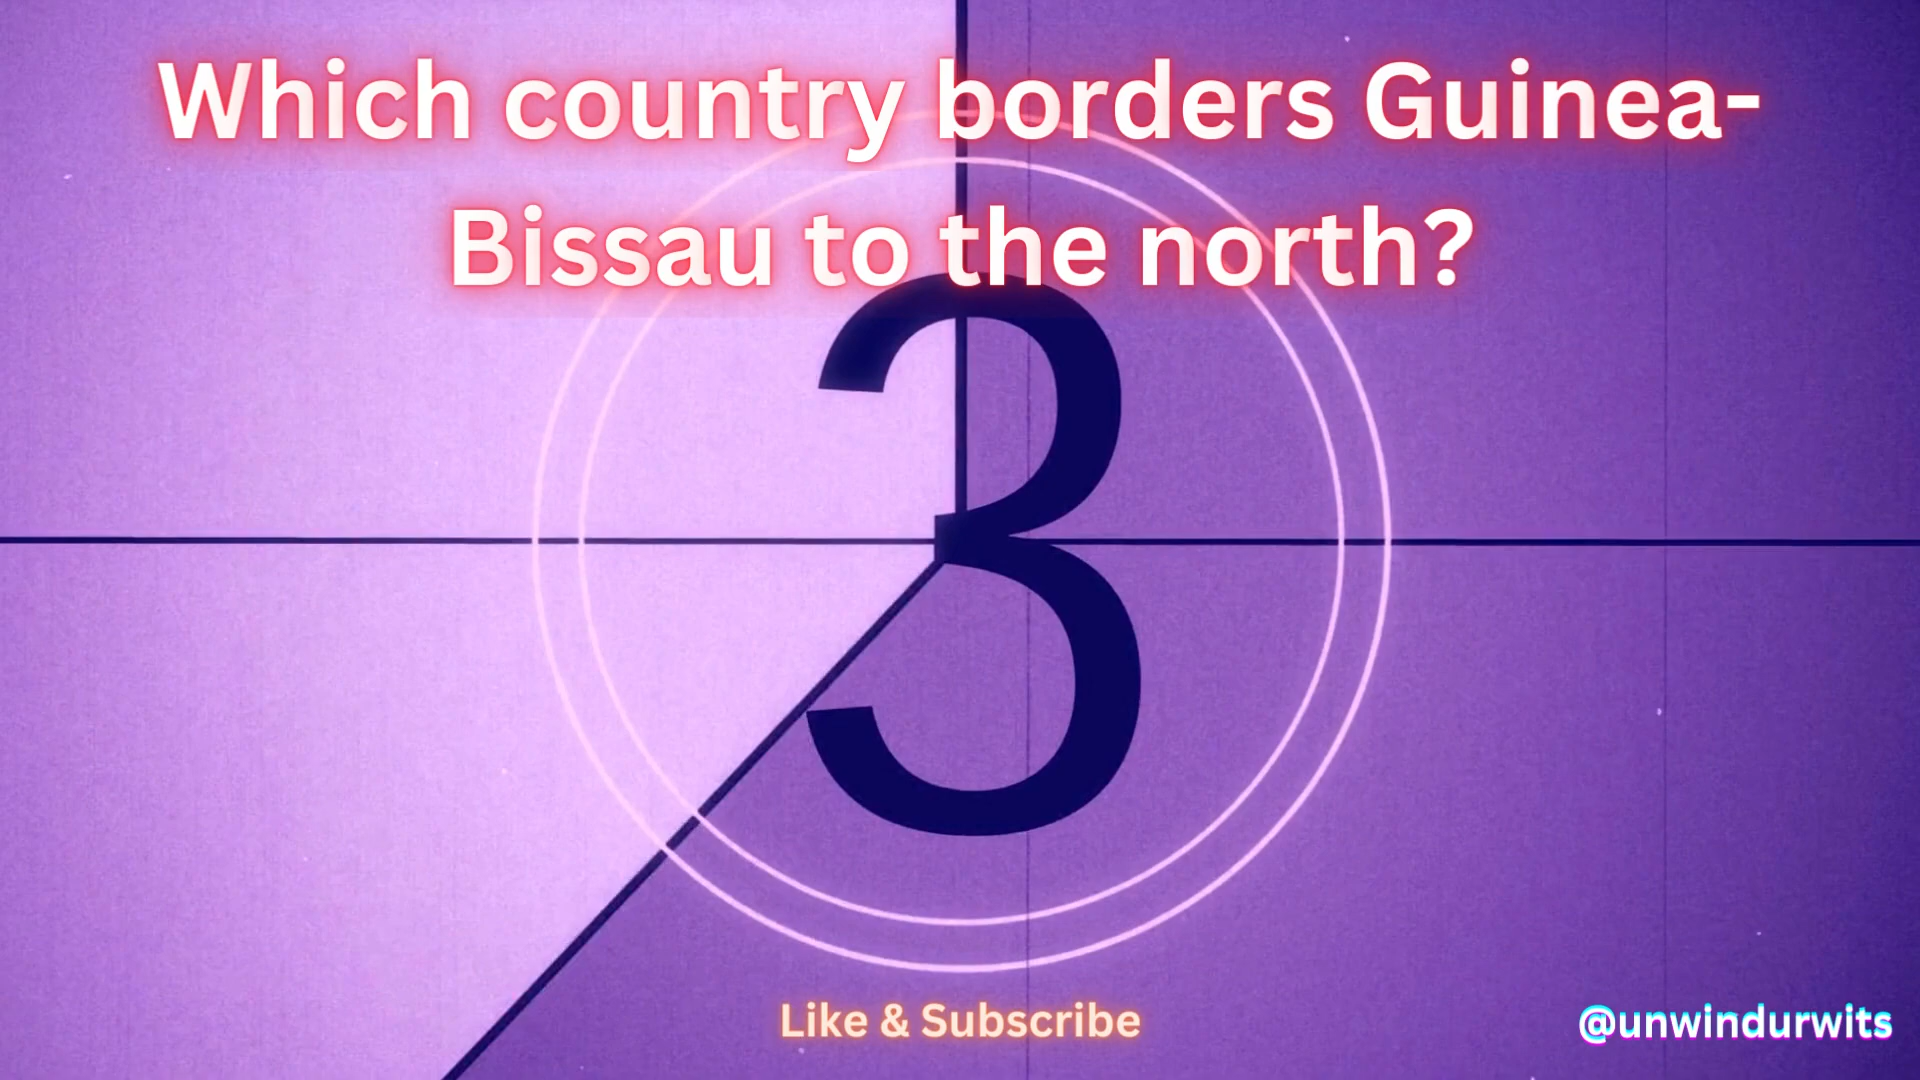 Which country borders Guinea-
Bissau to the north?
3
Like & Subscribe
@unwindurwits